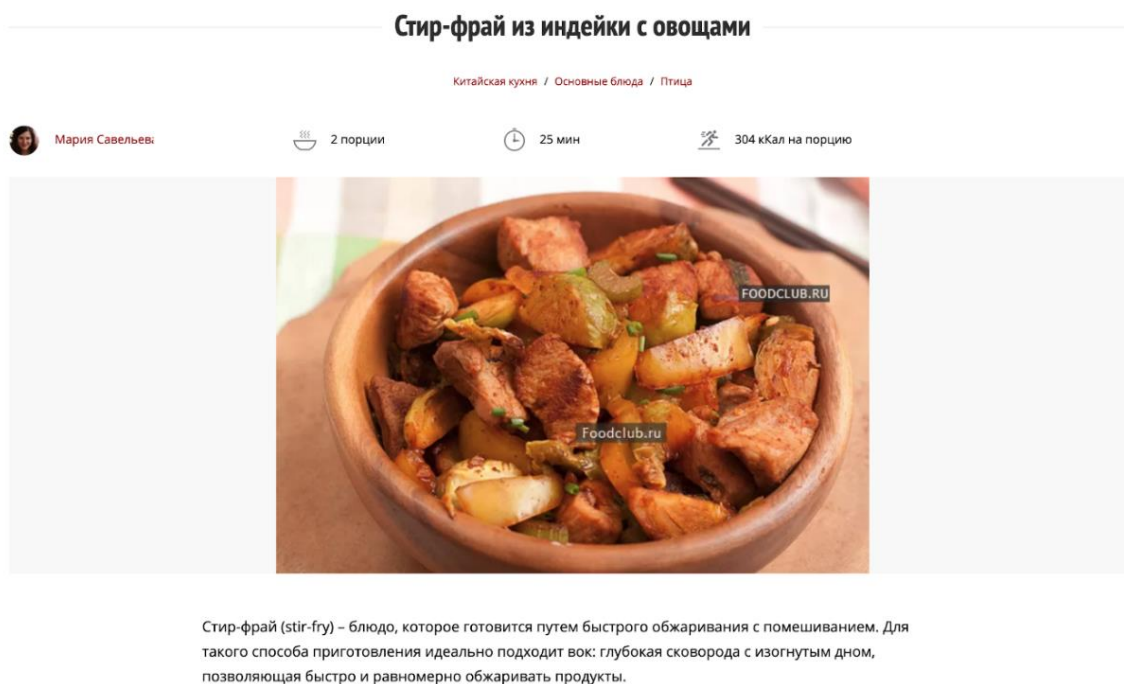 Стир-фрай из индейки с овощами
Китайская кухня / Основные блюда / Птица
Мария Савельева 2 порции 25 мин 304 кКал на порцию
FOODCLUB.RU
Foodclub.ru
Стир-фрай (stir-fry) – блюдо, которое готовится путем быстрого обжаривания с помешиванием. Для
такого способа приготовления идеально подходит вок: глубокая сковорода с изогнутым дном,
позволяющая быстро и равномерно обжаривать продукты.